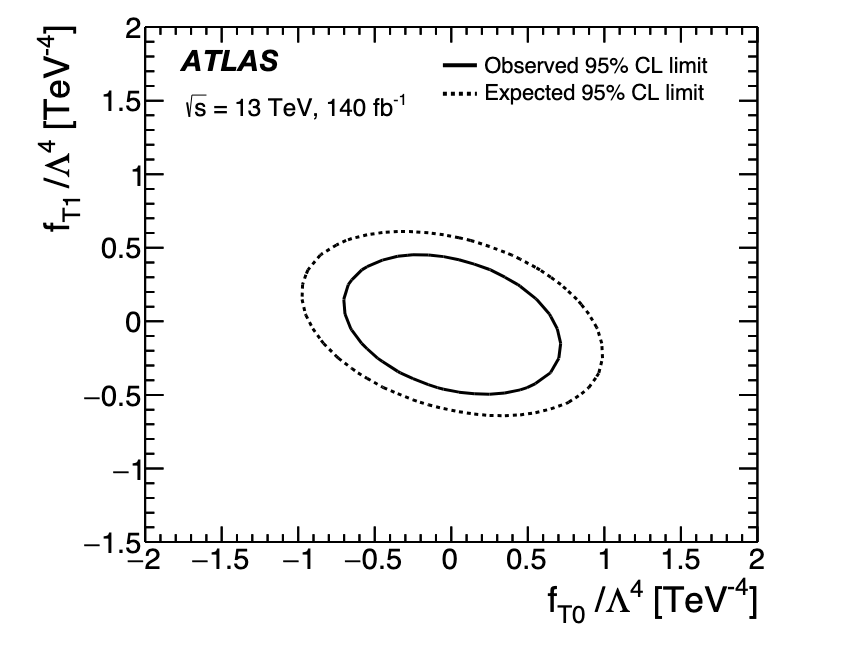 f_T1 /Λ⁴ [TeV⁻⁴]
2
1.5
1
0.5
0
−0.5
−1
−1.5
ATLAS
√s = 13 TeV, 140 fb⁻¹
Observed 95% CL limit
Expected 95% CL limit
−2 −1.5 −1 −0.5 0 0.5 1 1.5 2
f_T0 /Λ⁴ [TeV⁻⁴]